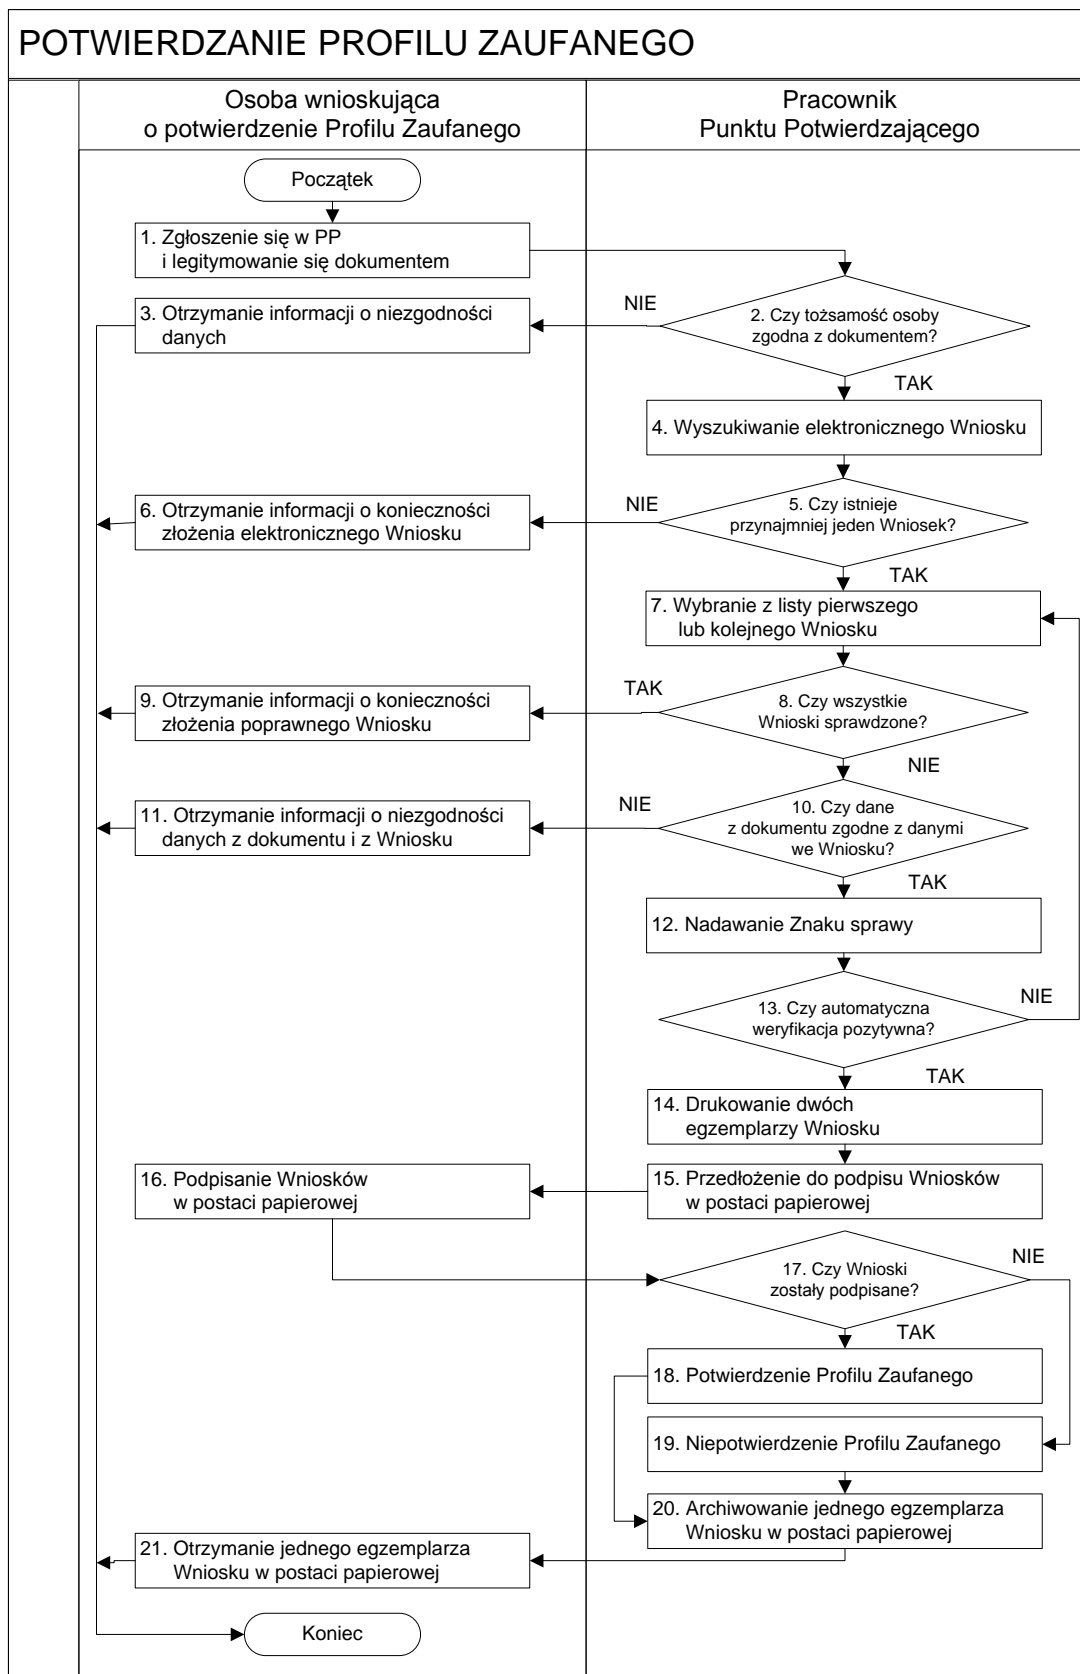 POTWIERDZANIE PROFILU ZAUFANEGO
Osoba wnioskująca
o potwierdzenie Profilu Zaufanego
Pracownik
Punktu Potwierdzającego
Początek
1. Zgłoszenie się w PP
i legitymowanie się dokumentem
2. Czy tożsamość osoby
zgodna z dokumentem?
NIE
3. Otrzymanie informacji o niezgodności
danych
TAK
4. Wyszukiwanie elektronicznego Wniosku
5. Czy istnieje
przynajmniej jeden Wniosek?
NIE
6. Otrzymanie informacji o konieczności
złożenia elektronicznego Wniosku
TAK
7. Wybranie z listy pierwszego
lub kolejnego Wniosku
8. Czy wszystkie
Wnioski sprawdzone?
TAK
9. Otrzymanie informacji o konieczności
złożenia poprawnego Wniosku
NIE
10. Czy dane
z dokumentu zgodne z danymi
we Wniosku?
NIE
11. Otrzymanie informacji o niezgodności
danych z dokumentu i z Wniosku
TAK
12. Nadawanie Znaku sprawy
13. Czy automatyczna
weryfikacja pozytywna?
NIE
TAK
14. Drukowanie dwóch
egzemplarzy Wniosku
15. Przedłożenie do podpisu Wniosków
w postaci papierowej
16. Podpisanie Wniosków
w postaci papierowej
17. Czy Wnioski
zostały podpisane?
NIE
TAK
18. Potwierdzenie Profilu Zaufanego
19. Niepotwierdzenie Profilu Zaufanego
20. Archiwowanie jednego egzemplarza
Wniosku w postaci papierowej
21. Otrzymanie jednego egzemplarza
Wniosku w postaci papierowej
Koniec